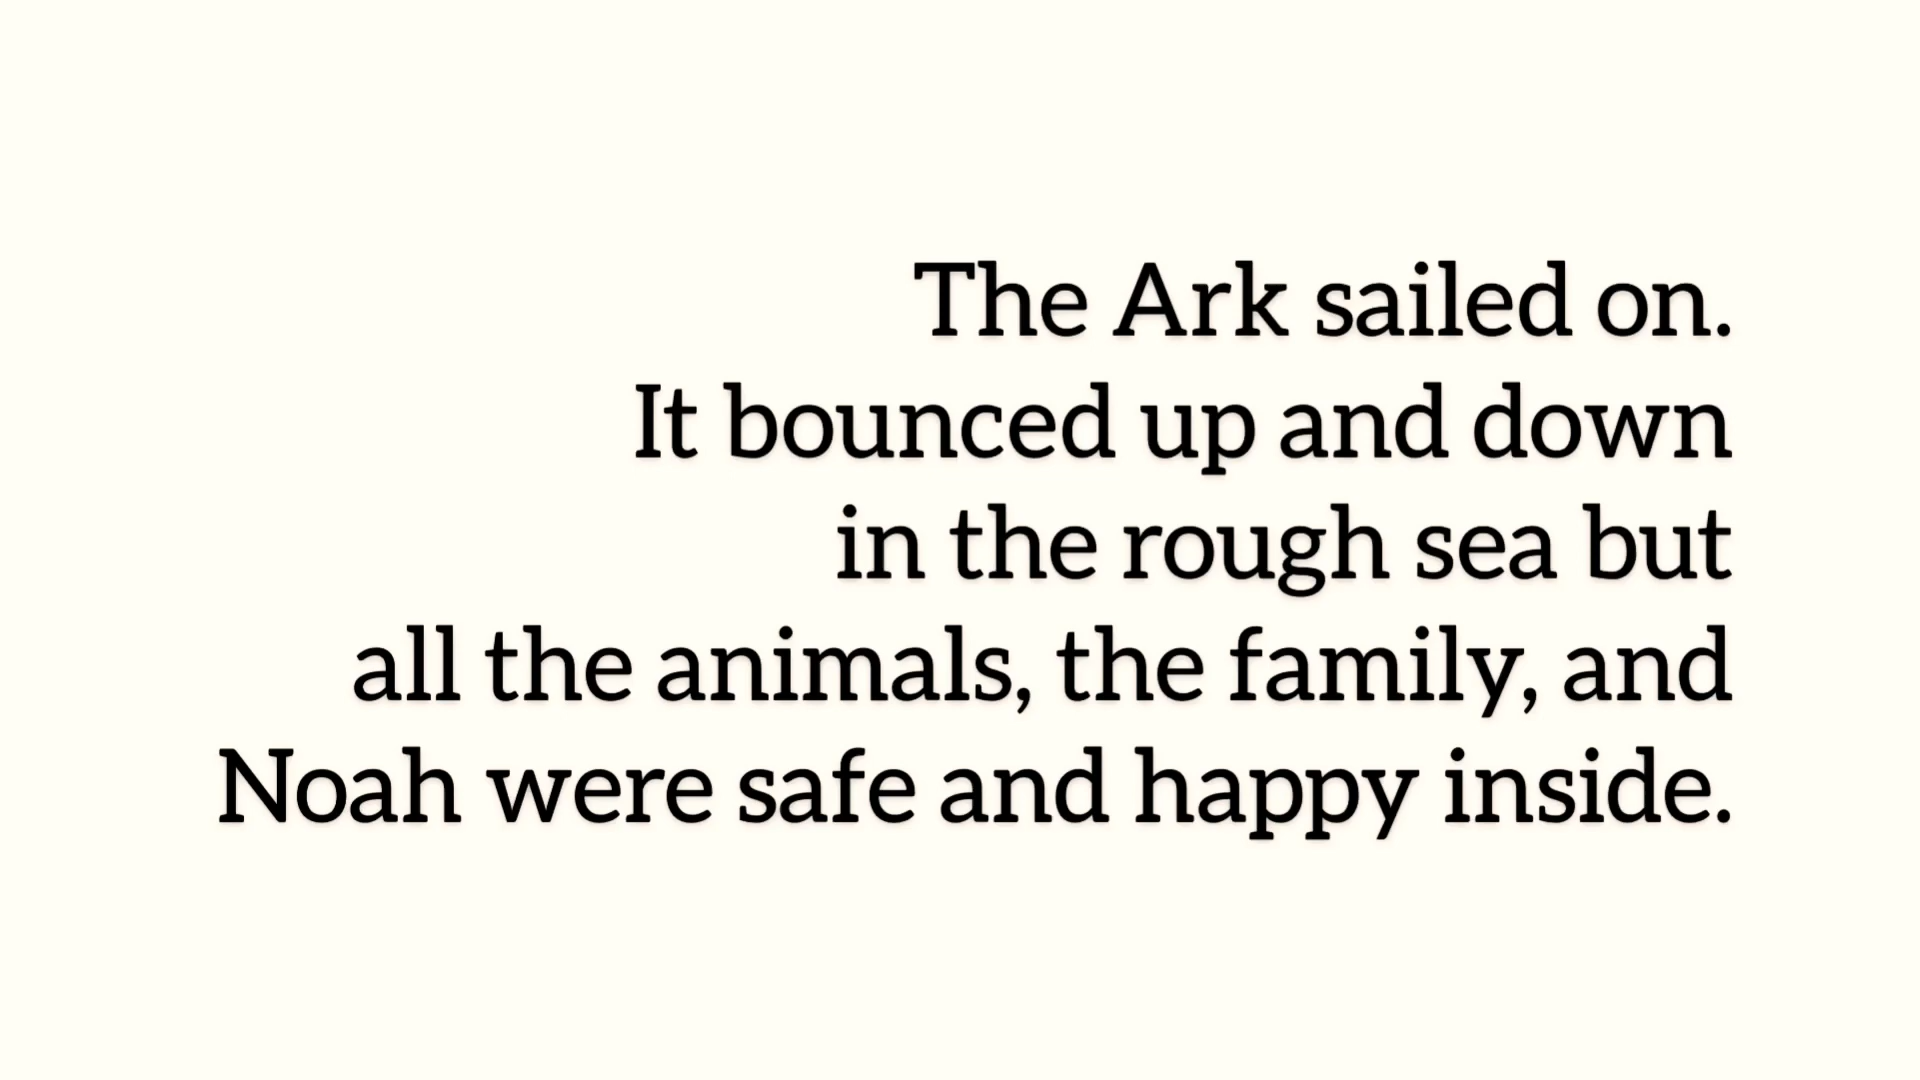 The Ark sailed on.
It bounced up and down
in the rough sea but
all the animals, the family, and
Noah were safe and happy inside.